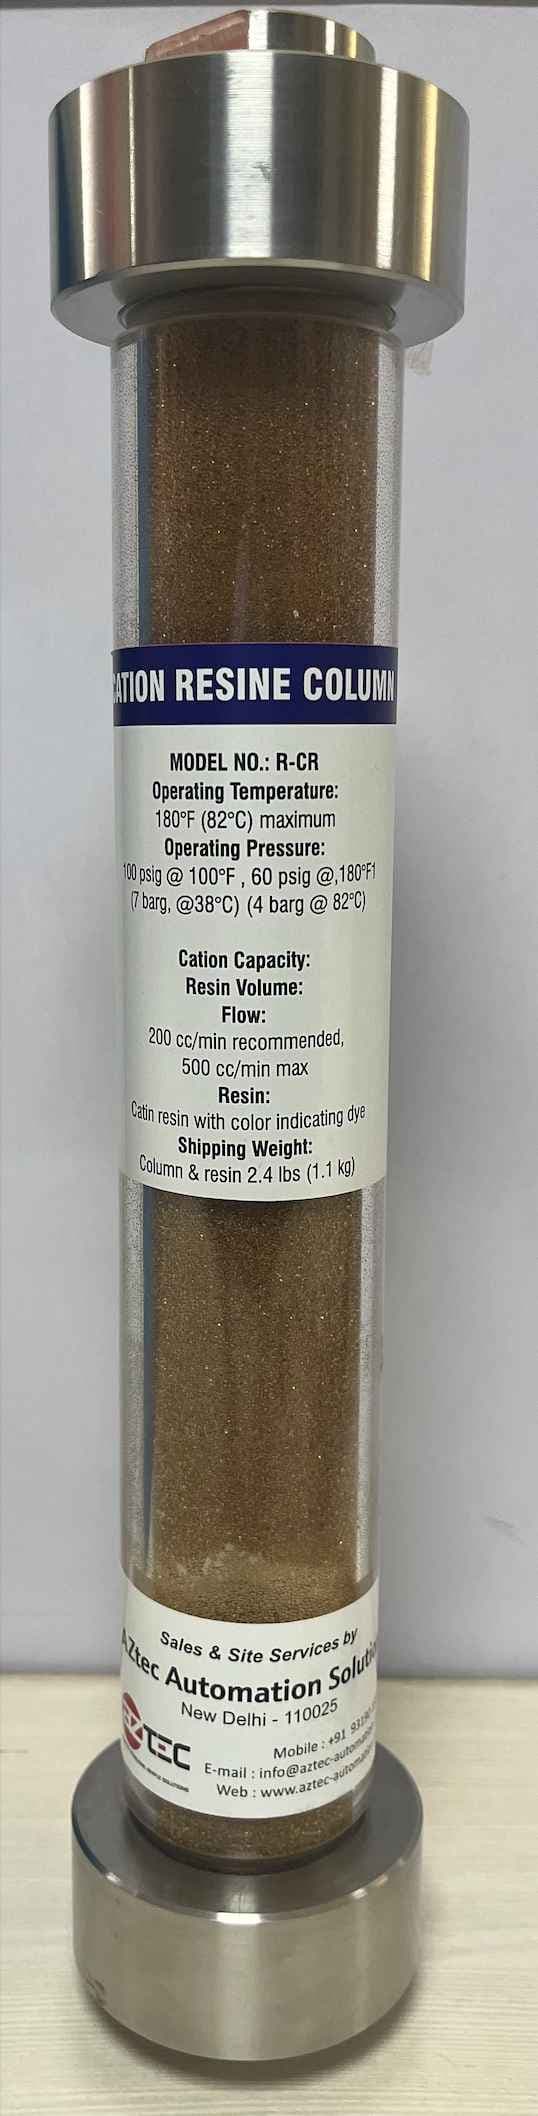 CATION RESINE COLUMN
MODEL NO.: R-CR
Operating Temperature:
180°F (82°C) maximum
Operating Pressure:
100 psig @ 100°F , 60 psig @,180°F1
(7 barg, @38°C) (4 barg @ 82°C)
Cation Capacity:
Resin Volume:
Flow:
200 cc/min recommended,
500 cc/min max
Resin:
Catin resin with color indicating dye
Shipping Weight:
Column & resin 2.4 lbs (1.1 kg)
Sales & Site Services by
AZtec Automation Solutio
New Delhi - 110025
AZTEC
Mobile : +91 9319
E-mail : info@aztec-automa
Web : www.aztec-automa